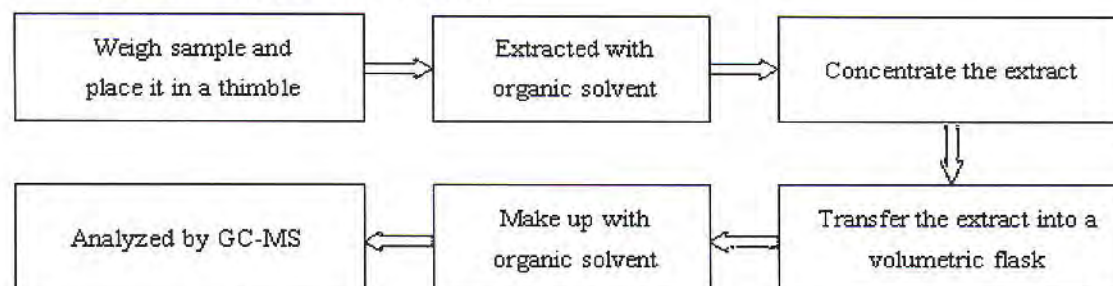 Weigh sample and
place it in a thimble
Extracted with
organic solvent
Concentrate the extract
Transfer the extract into a
volumetric flask
Make up with
organic solvent
Analyzed by GC-MS